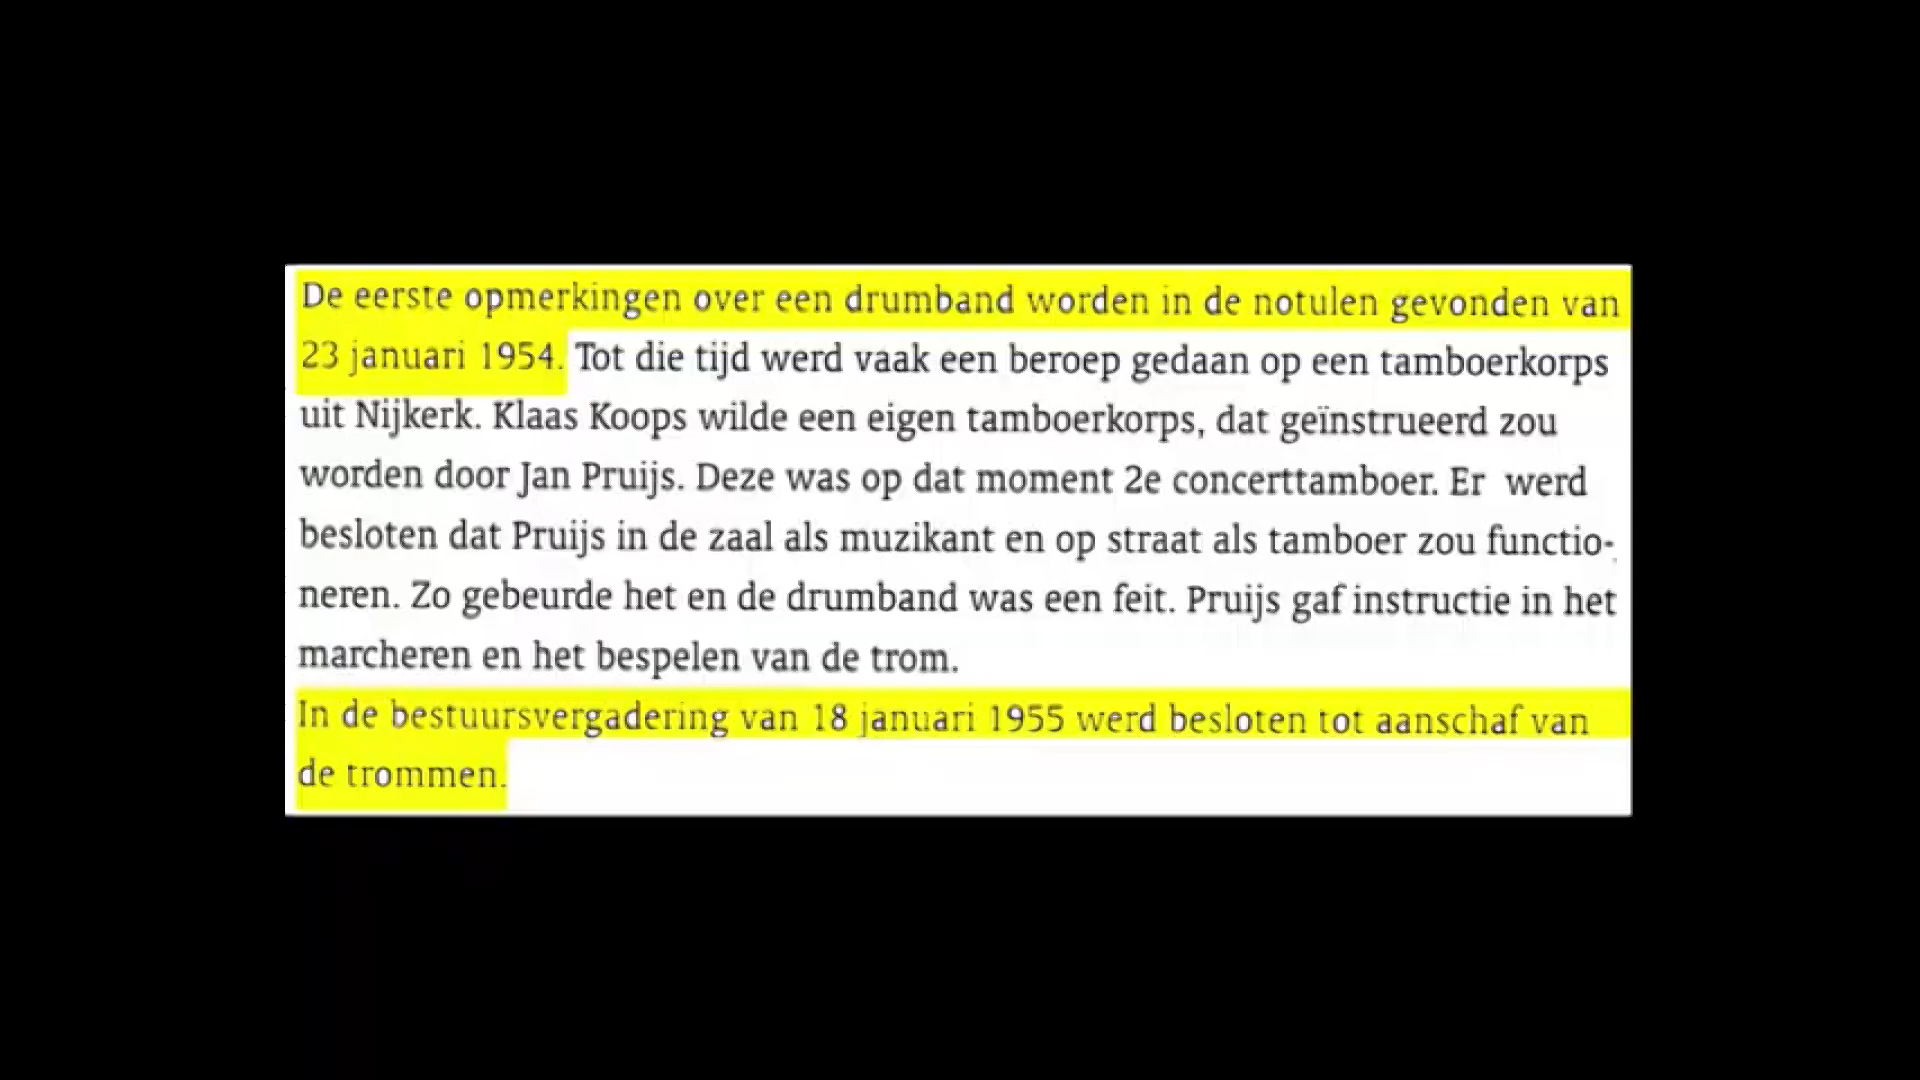 De eerste opmerkingen over een drumband worden in de notulen gevonden van
23 januari 1954. Tot die tijd werd vaak een beroep gedaan op een tamboerkorps
uit Nijkerk. Klaas Koops wilde een eigen tamboerkorps, dat geïnstrueerd zou
worden door Jan Pruijs. Deze was op dat moment 2e concerttamboer. Er werd
besloten dat Pruijs in de zaal als muzikant en op straat als tamboer zou functio-
neren. Zo gebeurde het en de drumband was een feit. Pruijs gaf instructie in het
marcheren en het bespelen van de trom.
In de bestuursvergadering van 18 januari 1955 werd besloten tot aanschaf van
de trommen.